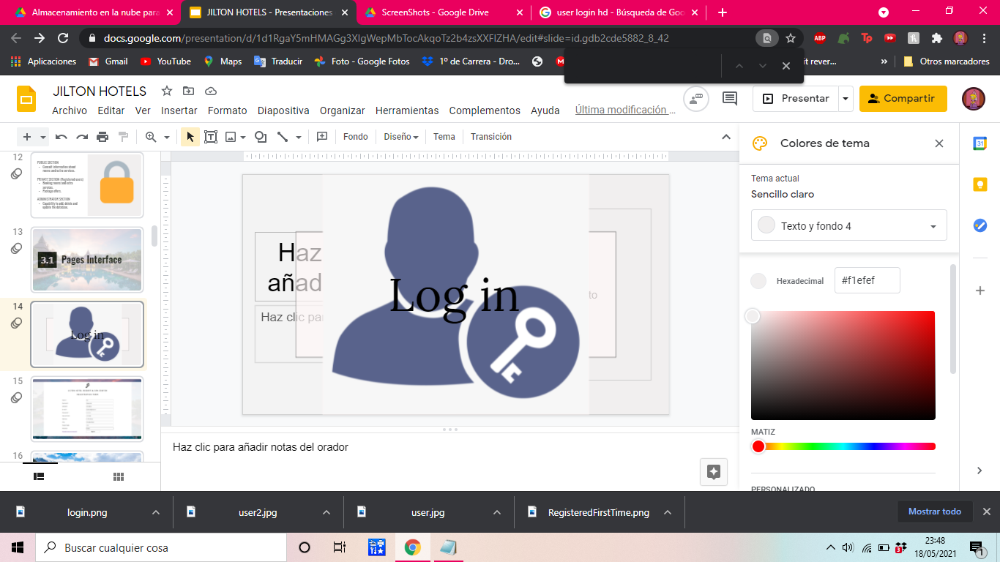 Almacenamiento en la nube para
JILTON HOTELS - Presentaciones
ScreenShots - Google Drive
user login hd - Búsqueda de Goo
docs.google.com/presentation/d/1d1RgaY5mHMAGg3XlgWepMbTocAkqoTz2b4zsXXFIZHA/edit#slide=id.gdb2cde5882_8_42
ABP
Tp
Aplicaciones
Gmail
YouTube
Maps
Traducir
Foto - Google Fotos
1º de Carrera - Dro...
it rever...
»
Otros marcadores
JILTON HOTELS
Presentar
Compartir
Archivo Editar Ver Insertar Formato Diapositiva Organizar Herramientas Complementos Ayuda
Última modificación ...
Fondo
Diseño
Tema
Transición
Colores de tema
Tema actual
Sencillo claro
Texto y fondo 4
Hexadecimal
#f1efef
MATIZ
PERSONALIZADO
31
12
PUBLIC SECTION
- Consult information about
rooms and extra services.
PRIVATE SECTION (Registered users)
- Booking rooms and extra
services.
- Package offers.
ADMINISTRATION SECTION
- Capability to add, delete and
update the database.
13
3.1 Pages Interface
14
Log in
15
16
Haz
añad
Haz clic par
to
Log in
Haz clic para añadir notas del orador
login.png
user2.jpg
user.jpg
RegisteredFirstTime.png
Mostrar todo
Buscar cualquier cosa
3
23:48
18/05/2021
1